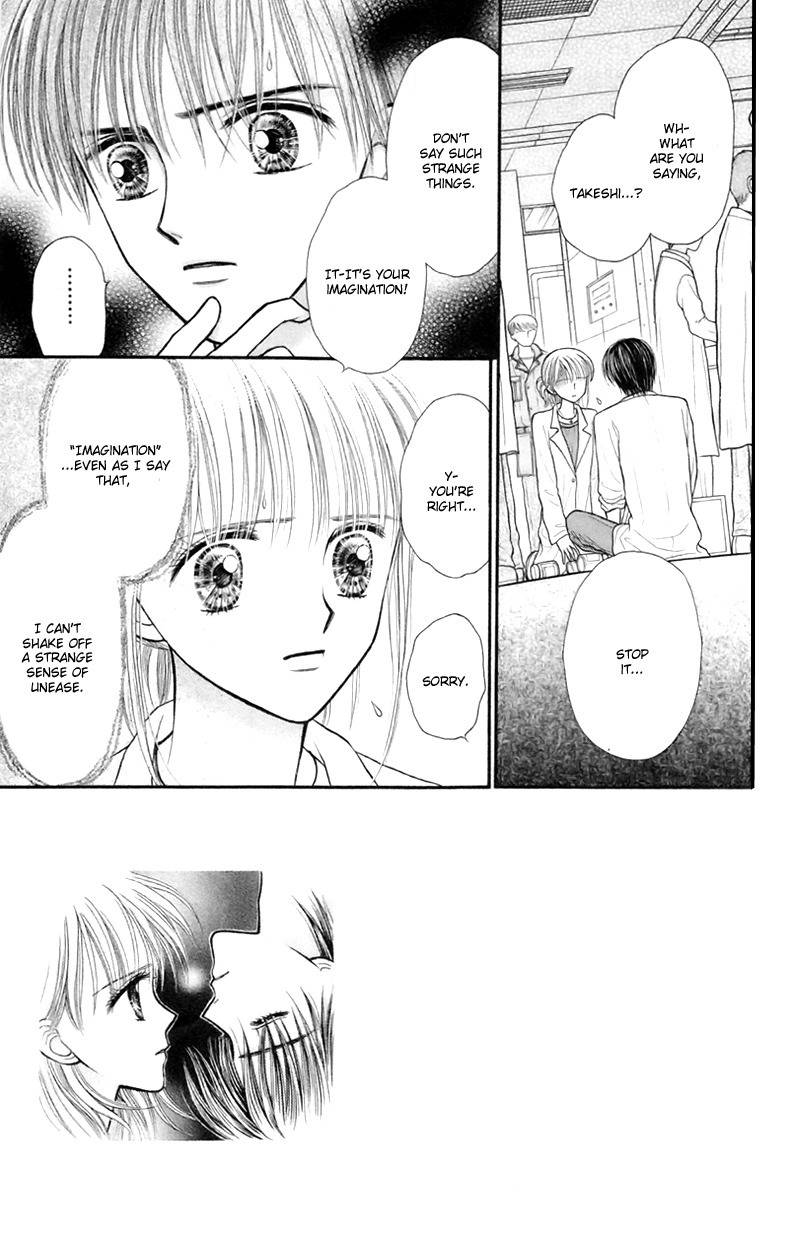 WH-
WHAT
ARE YOU
SAYING,
TAKESHI...?
STOP
IT...
DON'T
SAY SUCH
STRANGE
THINGS.
IT-IT'S YOUR
IMAGINATION!
........
Y-
YOU'RE
RIGHT...
SORRY.
"IMAGINATION"
...EVEN AS I SAY
THAT,
I CAN'T
SHAKE OFF
A STRANGE
SENSE OF
UNEASE.